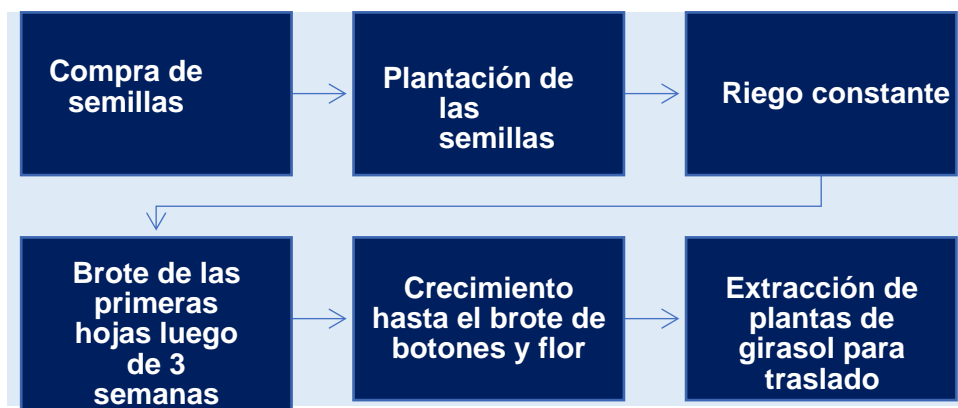 Compra de
semillas
Plantación de
las
semillas
Riego constante
Brote de las
primeras
hojas luego
de 3
semanas
Crecimiento
hasta el brote de
botones y flor
Extracción de
plantas de
girasol para
traslado